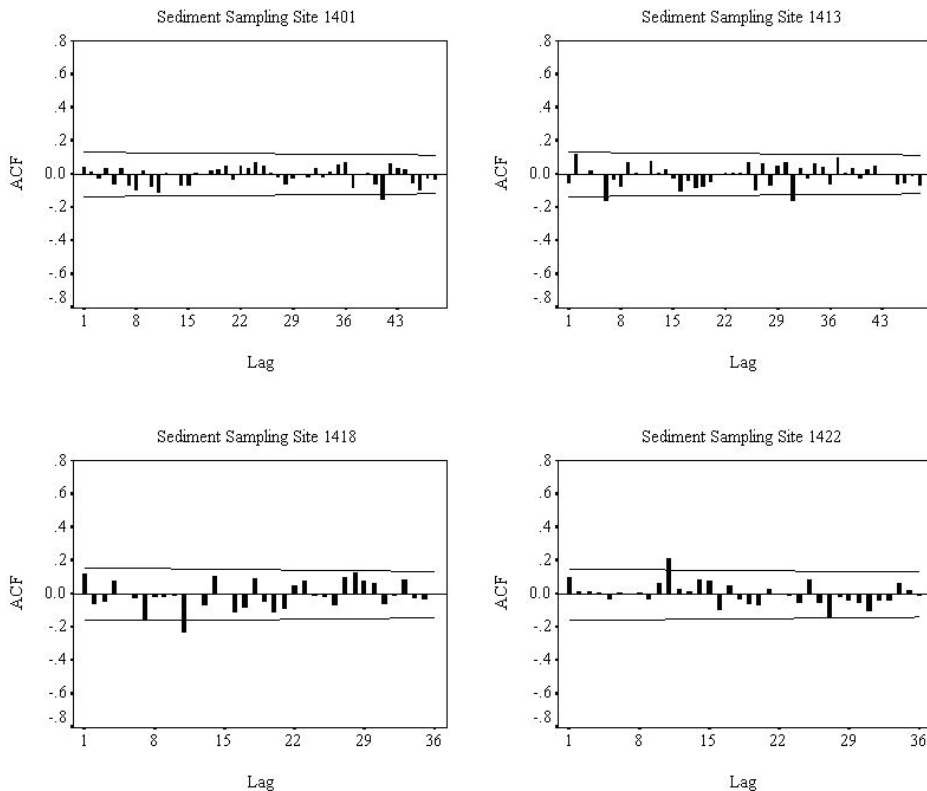 Sediment Sampling Site 1401
.8
.6
.4
.2
0.0
-.2
-.4
-.6
-.8
ACF
1 8 15 22 29 36 43
Lag
Sediment Sampling Site 1413
.8
.6
.4
.2
0.0
-.2
-.4
-.6
-.8
ACF
1 8 15 22 29 36 43
Lag
Sediment Sampling Site 1418
.8
.6
.4
.2
0.0
-.2
-.4
-.6
-.8
ACF
1 8 15 22 29 36
Lag
Sediment Sampling Site 1422
.8
.6
.4
.2
0.0
-.2
-.4
-.6
-.8
ACF
1 8 15 22 29 36
Lag